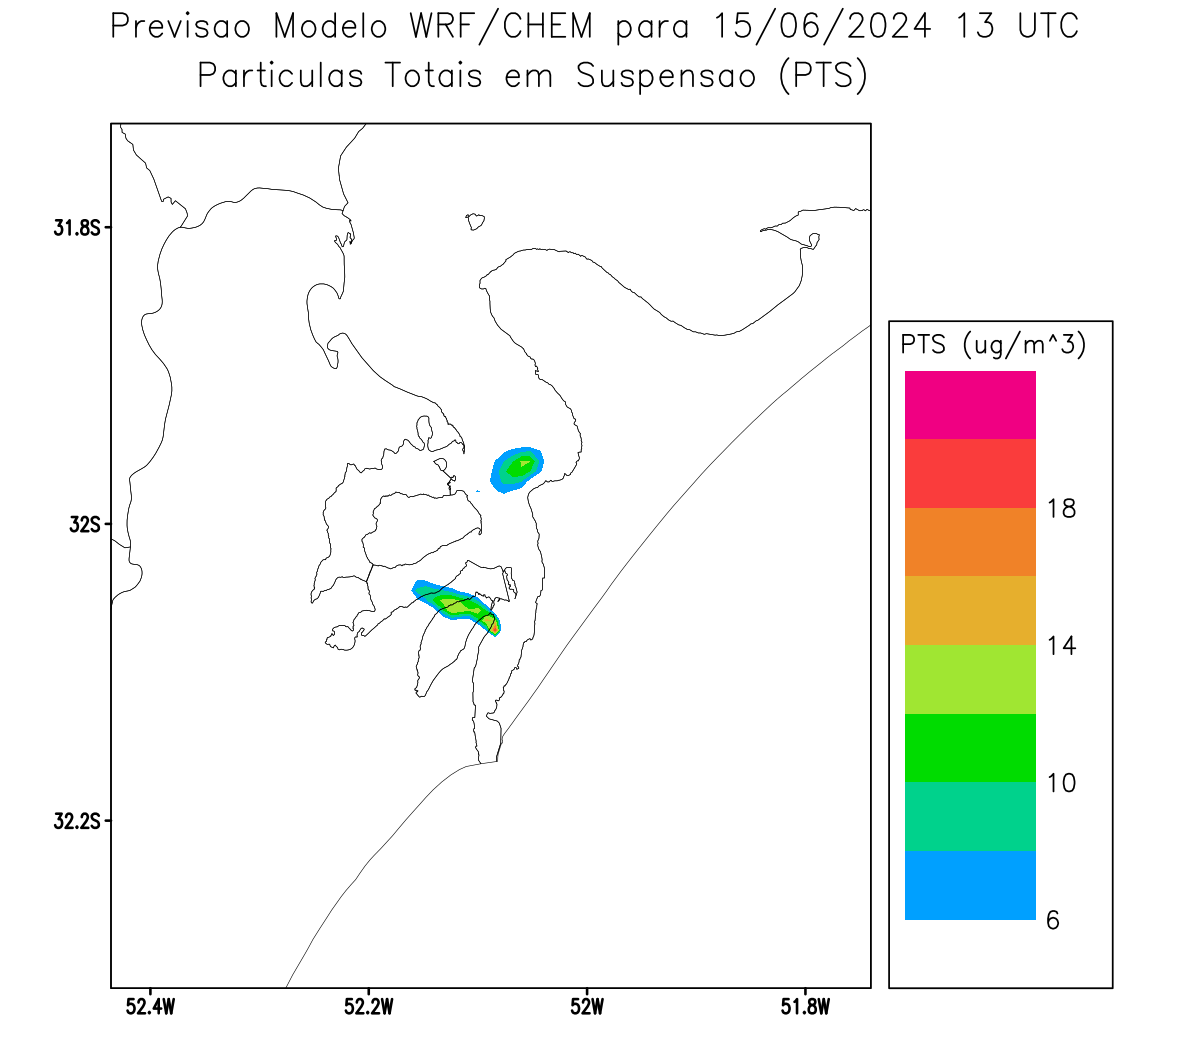 Previsao Modelo WRF/CHEM para 15/06/2024 13 UTC
Particulas Totais em Suspensao (PTS)
31.8S
32S
32.2S
52.4W
52.2W
52W
51.8W
PTS (ug/m^3)
18
14
10
6